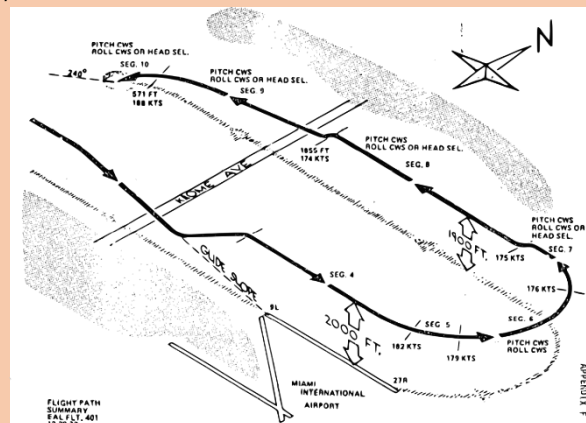 N
PITCH CWS
ROLL CWS OR HEAD SEL.
SEG. 10
240°
571 FT
188 KTS
PITCH CWS
ROLL CWS OR HEAD SEL.
SEG. 9
PITCH CWS
ROLL CWS OR HEAD SEL.
1855 FT
174 KTS
SEG. 8
KROME AVE
PITCH CWS
ROLL CWS OR
HEAD SEL.
SEG. 7
1900 FT.
175 KTS
176 KTS
SEG. 4
GLIDE SLOPE
9L
2000
FT.
SEG. 5
SEG. 6
182 KTS
179 KTS
PITCH CWS
ROLL CWS
27R
MIAMI
INTERNATIONAL
AIRPORT
APPENDIX F
FLIGHT PATH
SUMMARY
EAL FLT. 401